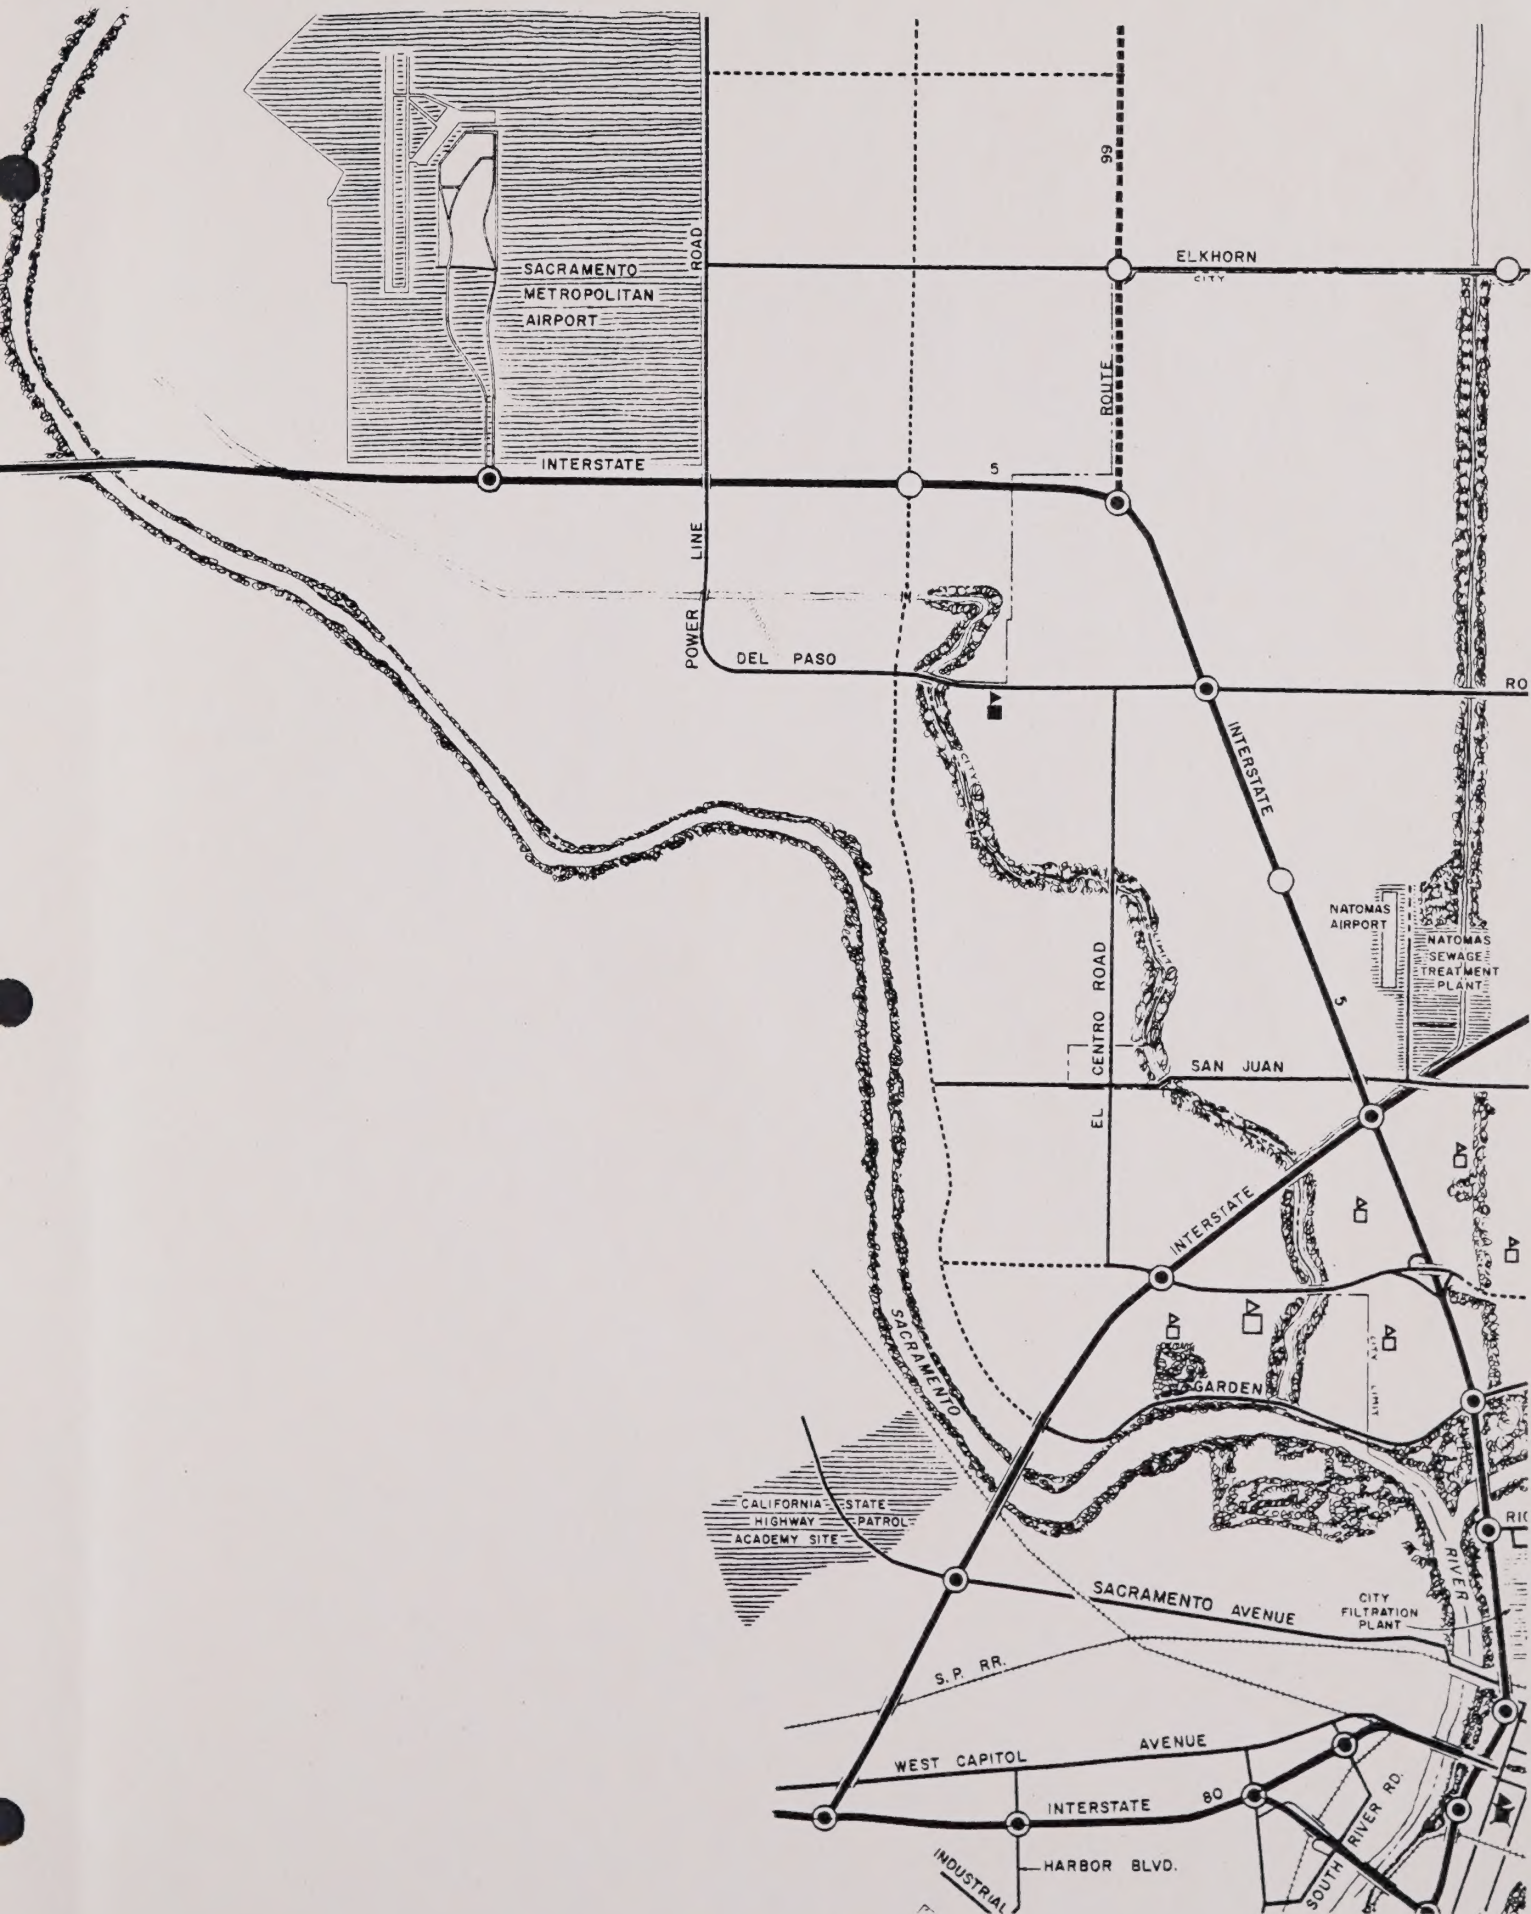 99
ROAD
ELKHORN
CITY
SACRAMENTO
METROPOLITAN
AIRPORT
ROUTE
INTERSTATE
5
LINE
POWER
DEL PASO
RO
INTERSTATE
CITY
NATOMAS
AIRPORT
NATOMAS
SEWAGE
TREATMENT
PLANT
LIMIT
5
EL CENTRO ROAD
SAN JUAN
INTERSTATE
SACRAMENTO
CITY LIMIT
GARDEN
CALIFORNIA STATE
HIGHWAY PATROL
ACADEMY SITE
RIVER
SACRAMENTO AVENUE
CITY
FILTRATION
PLANT
S.P. RR.
WEST CAPITOL AVENUE
INTERSTATE 80
SOUTH RIVER RD.
HARBOR BLVD.
INDUSTRIAL